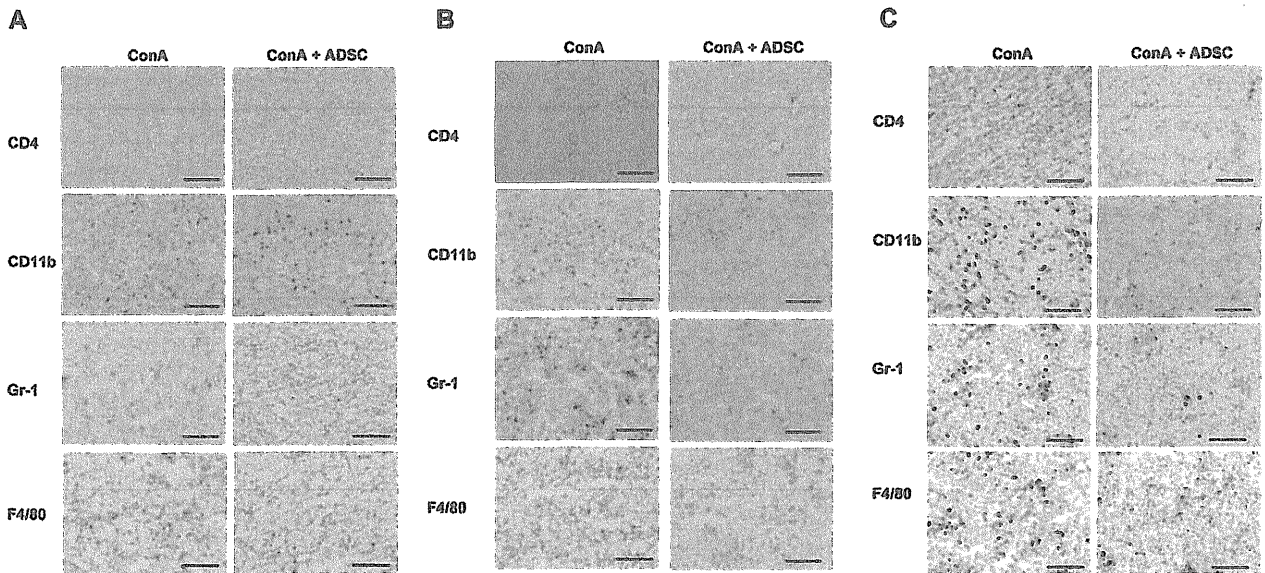 A
B
C
ConA
ConA + ADSC
ConA
ConA + ADSC
ConA
ConA + ADSC
CD4
CD4
CD4
CD11b
CD11b
CD11b
Gr-1
Gr-1
Gr-1
F4/80
F4/80
F4/80